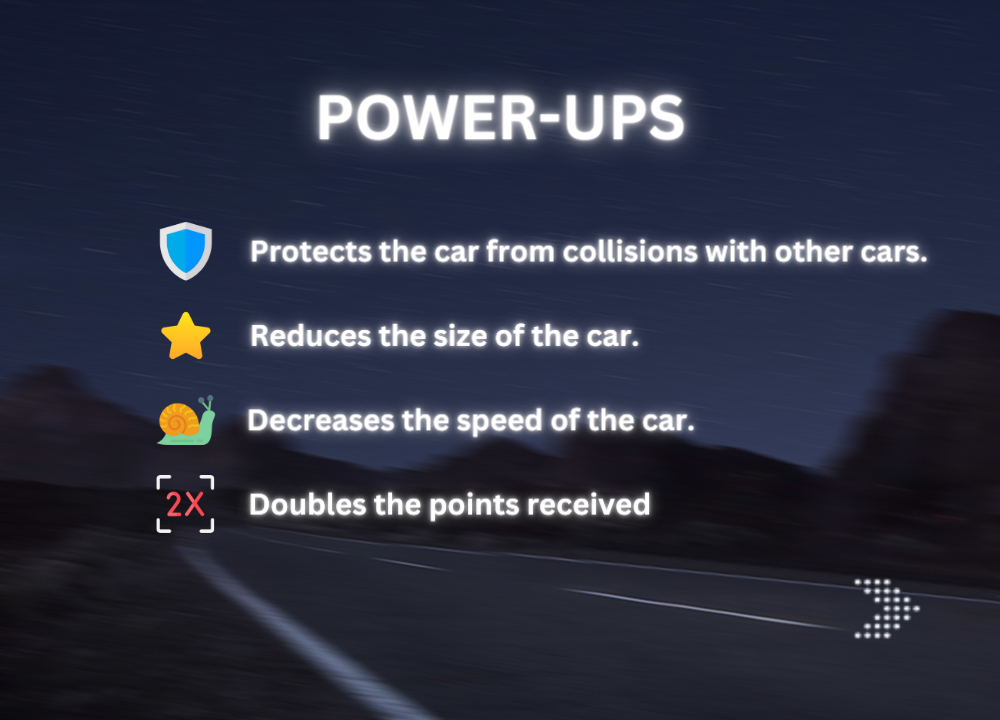 POWER-UPS
Protects the car from collisions with other cars.
Reduces the size of the car.
Decreases the speed of the car.
2X
Doubles the points received